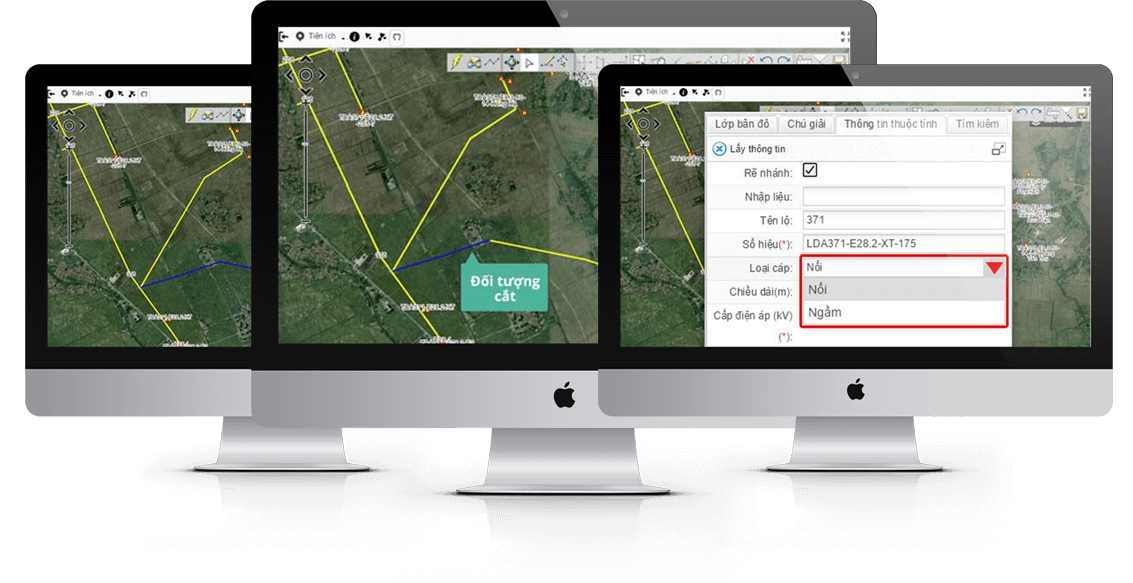 Tiện ích
Tiện ích
Đối tượng
cắt
Tiện ích
Lớp bản đồ
Chú giải
Thông tin thuộc tính
Tìm kiếm
Lấy thông tin
Rẽ nhánh:
Nhập liệu:
Tên lộ: 371
Số hiệu(*): LDA371-E28.2-XT-175
Loại cáp: Nổi
Nổi
Ngầm
Chiều dài(m):
Cấp điện áp (kV)
(*):